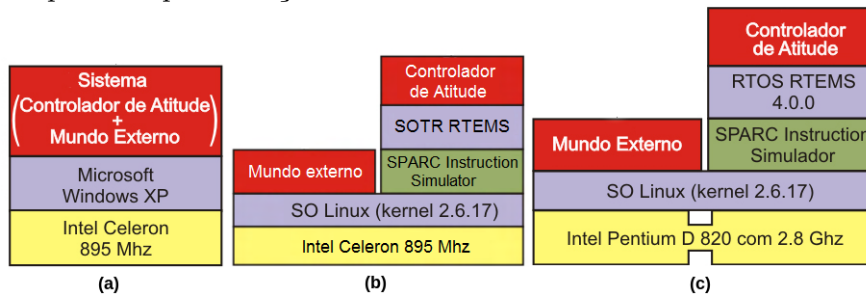 Sistema
(Controlador de Atitude
+
Mundo Externo)
Microsoft
Windows XP
Intel Celeron
895 Mhz
(a)
Controlador
de Atitude
SOTR RTEMS
Mundo externo
SPARC Instruction
Simulator
SO Linux (kernel 2.6.17)
Intel Celeron 895 Mhz
(b)
Controlador
de Atitude
RTOS RTEMS
4.0.0
Mundo Externo
SPARC Instruction
Simulador
SO Linux (kernel 2.6.17)
Intel Pentium D 820 com 2.8 Ghz
(c)